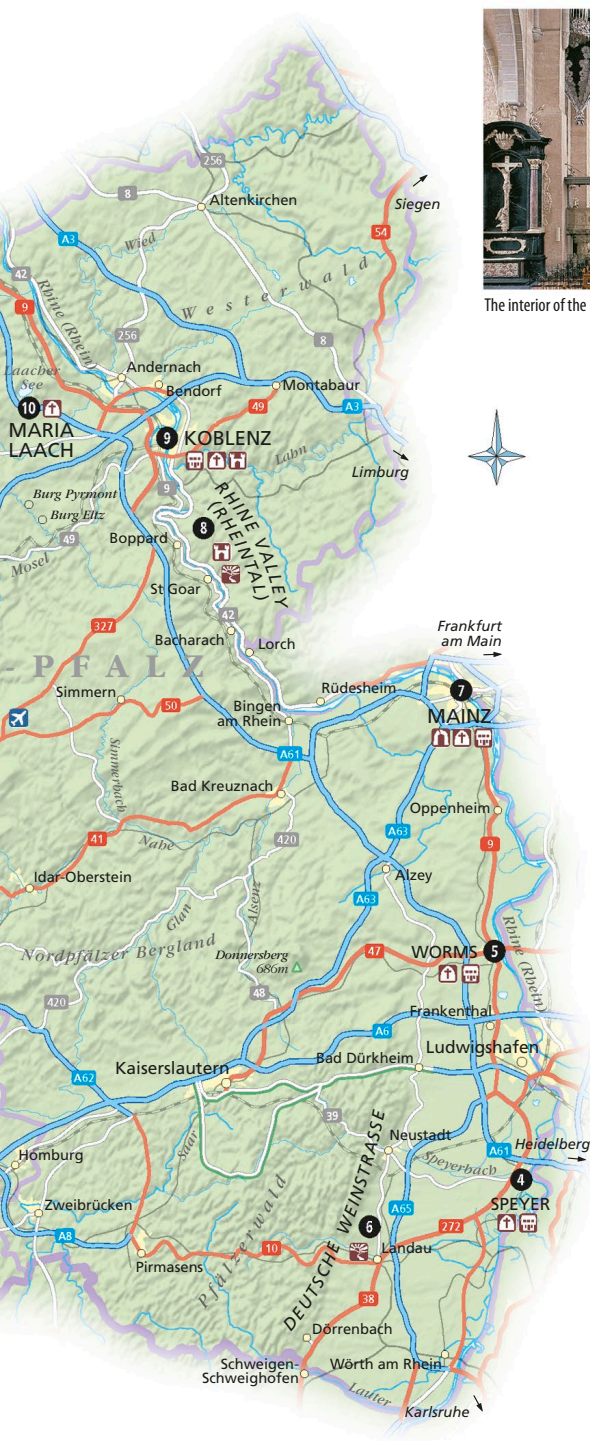 256
8
Altenkirchen
Siegen
54
A3
Wied
42
Rhine (Rhein)
9
Westerwald
256
8
The interior of the
Laacher
See
Andernach
Bendorf
Montabaur
49
A3
10
MARIA
LAACH
9
KOBLENZ
Lahn
Limburg
9
Burg Pyrmont
Burg Eltz
8
RHINE VALLEY
(RHEINTAL)
49
Mosel
Boppard
St Goar
42
327
Bacharach
Lorch
Frankfurt
am Main
-PFALZ
Simmern
50
Rüdesheim
7
MAINZ
Bingen
am Rhein
A61
Simmerbach
Bad Kreuznach
Oppenheim
41
Nahe
420
A63
9
Idar-Oberstein
Alzey
A63
Glan
Alsenz
Rhine (Rhein)
Nordpfälzer Bergland
Donnersberg
686m
47
WORMS
5
420
48
Frankenthal
A6
Ludwigshafen
A62
Kaiserslautern
Bad Dürkheim
39
Neustadt
Homburg
Saar
Speyerbach
A61
Heidelberg
4
SPEYER
Zweibrücken
A65
272
6
DEUTSCHE WEINSTRASSE
A8
Pfälzerwald
10
Landau
Pirmasens
38
Dörrenbach
Schweigen-
Schweighofen
Wörth am Rhein
Lauter
Karlsruhe